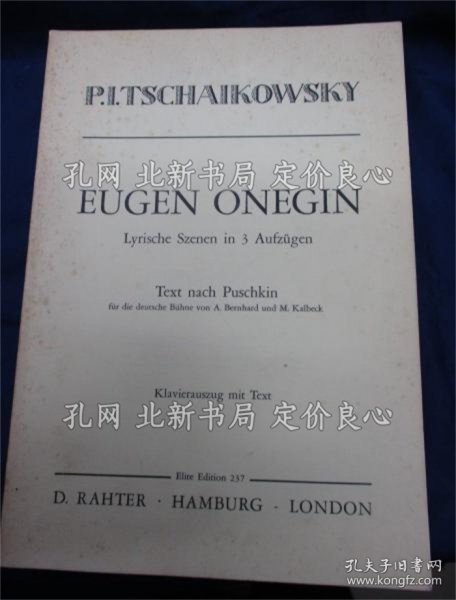 P.I.TSCHAIKOWSKY
孔网 北新书局 定价良心
EUGEN ONEGIN
Lyrische Szenen in 3 Aufzügen
Text nach Puschkin
für die deutsche Bühne von A. Bernhard und M. Kalbeck
Klavierauszug mit Text
孔网 北新书局 定价良心
Elite Edition 237
D. RAHTER · HAMBURG - LONDON
孔夫子旧书网
www.kongfz.com